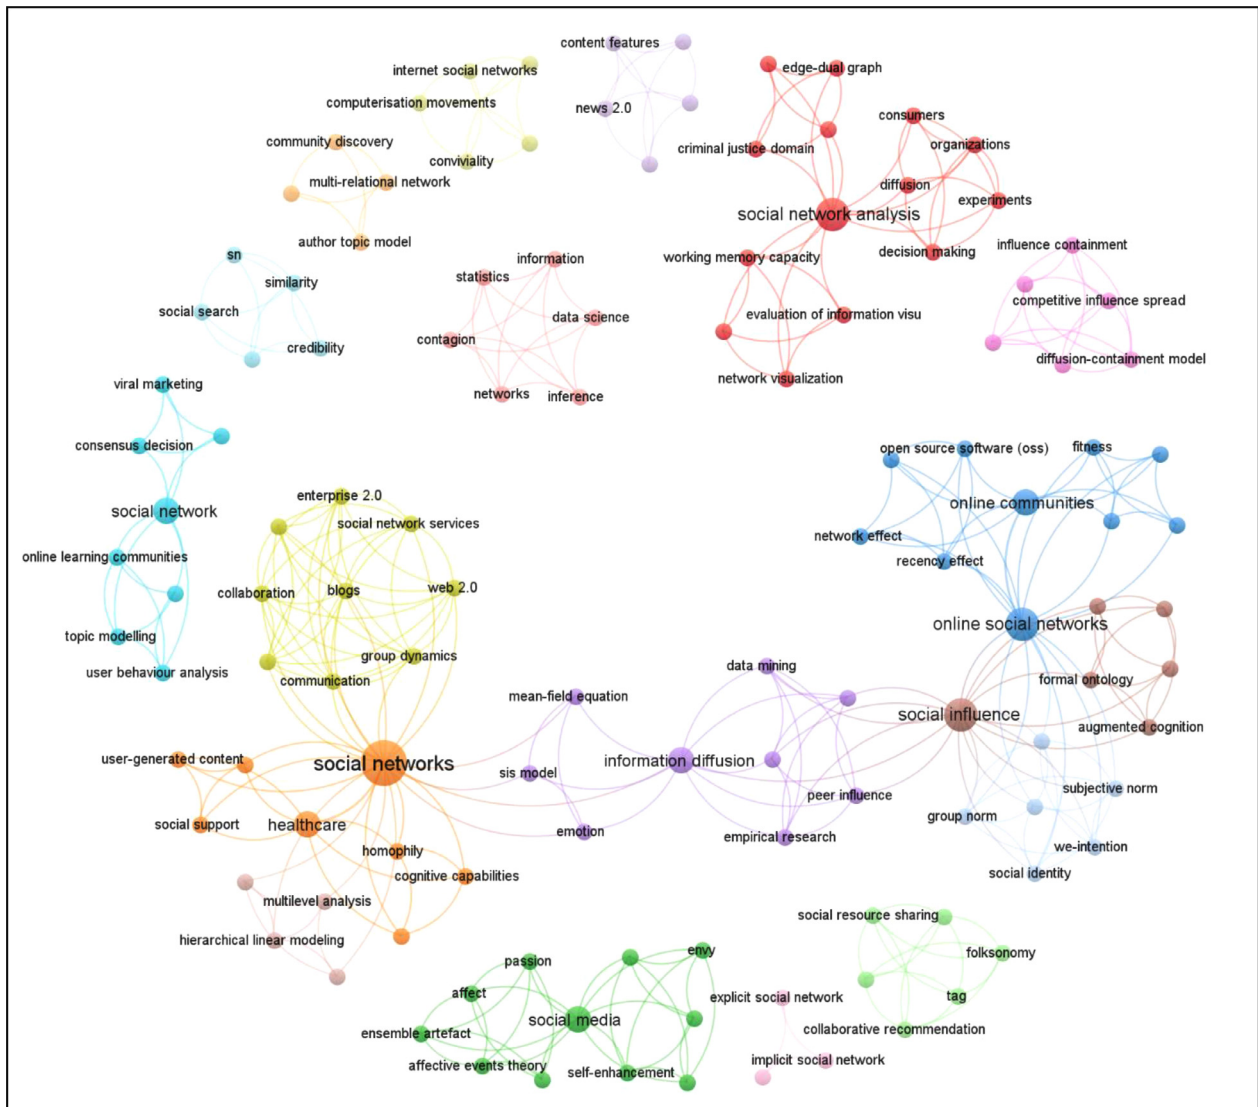 content features
internet social networks
edge-dual graph
computerisation movements
news 2.0
consumers
community discovery
criminal justice domain
organizations
conviviality
multi-relational network
diffusion
experiments
social network analysis
author topic model
influence containment
sn
information
working memory capacity
decision making
statistics
similarity
competitive influence spread
social search
data science
evaluation of information visu
contagion
credibility
diffusion-containment model
network visualization
viral marketing
networks
inference
consensus decision
open source software (oss)
fitness
enterprise 2.0
online communities
social network
social network services
network effect
online learning communities
recency effect
collaboration
blogs
web 2.0
online social networks
topic modelling
group dynamics
data mining
user behaviour analysis
communication
formal ontology
mean-field equation
social influence
augmented cognition
user-generated content
social networks
information diffusion
sis model
subjective norm
peer influence
social support
healthcare
group norm
emotion
empirical research
homophily
we-intention
cognitive capabilities
social identity
multilevel analysis
social resource sharing
hierarchical linear modeling
envy
folksonomy
passion
affect
explicit social network
tag
social media
ensemble artefact
collaborative recommendation
affective events theory
self-enhancement
implicit social network